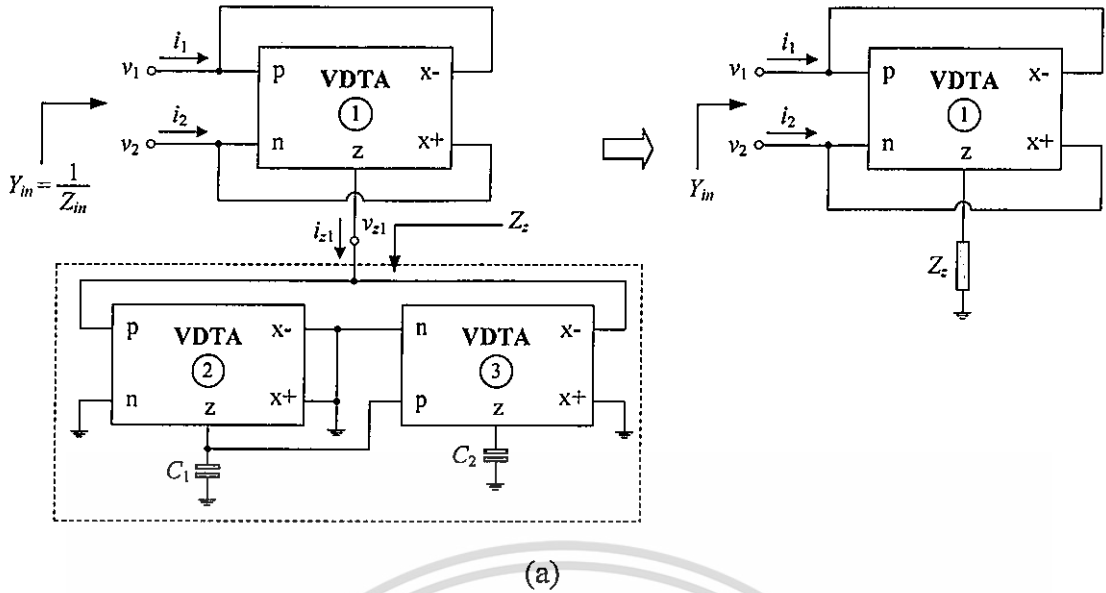 i1
v1
p
VDTA
x-
1
i2
v2
n
x+
z
Yin = 1/Zin
iz1
vz1
Zz
p
VDTA
x-
2
n
x+
z
C1
n
VDTA
x-
3
p
x+
z
C2
i1
v1
p
VDTA
x-
1
i2
v2
n
x+
z
Yin
Zz
(a)